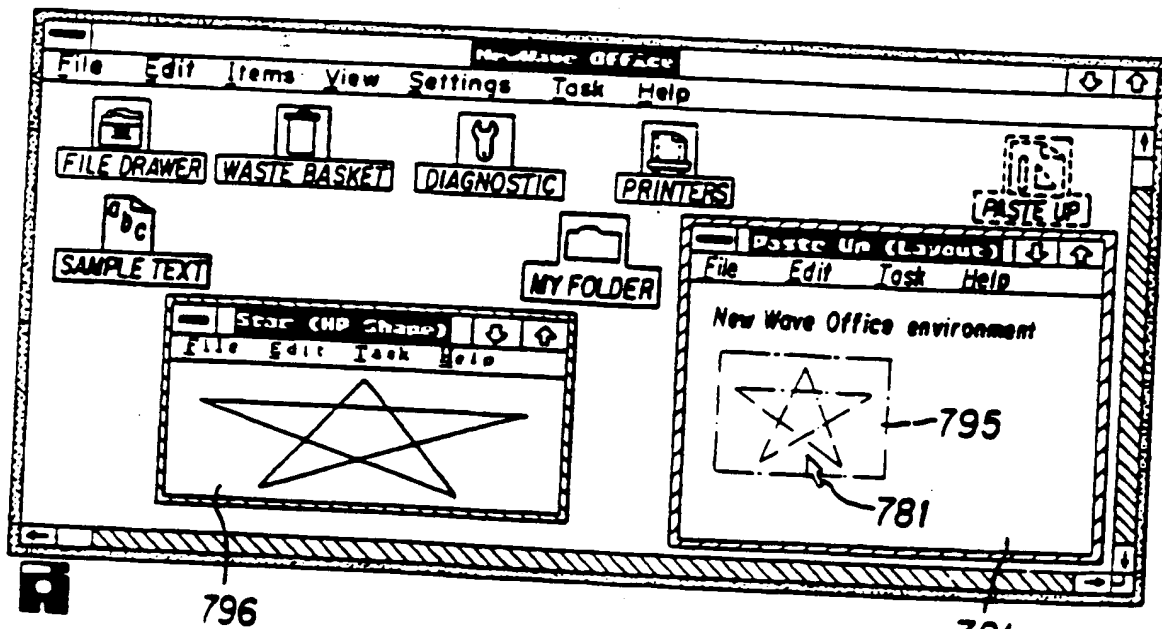 NewWave Office
File Edit Items View Settings Task Help
FILE DRAWER WASTE BASKET DIAGNOSTIC PRINTERS PASTE UP
abc
SAMPLE TEXT MY FOLDER
Paste Up (Layout)
File Edit Task Help
New Wave Office environment
Star (HP Shape)
File Edit Task Help
795
781
796